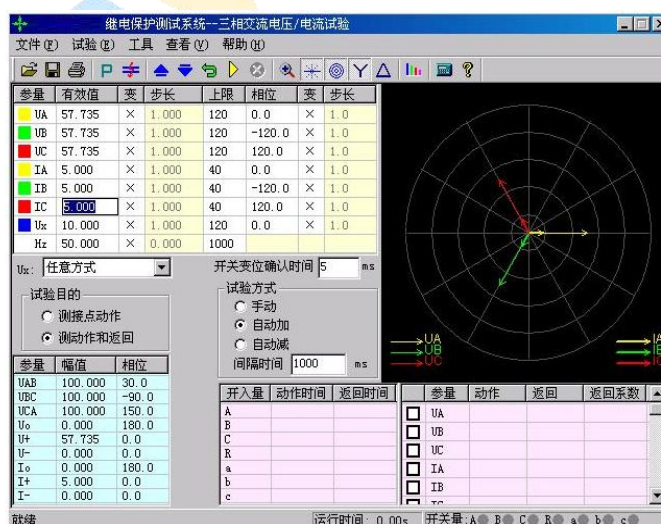 继电保护测试系统--三相交流电压/电流试验
文件(F) 试验(E) 工具 查看(V) 帮助(H)
参量 有效值 变 步长 上限 相位 变 步长
UA 57.735 × 1.000 120 0.0 × 1.0
UB 57.735 × 1.000 120 -120.0 × 1.0
UC 57.735 × 1.000 120 120.0 × 1.0
IA 5.000 × 1.000 40 0.0 × 1.0
IB 5.000 × 1.000 40 -120.0 × 1.0
IC 5.000 × 1.000 40 120.0 × 1.0
Ux 10.000 × 1.000 120 0.0 × 1.0
Hz 50.000 × 0.000 1000
Ux: 任意方式
开关变位确认时间 5 ms
试验目的
测接点动作
测动作和返回
试验方式
手动
自动加
自动减
间隔时间 1000 ms
UA
UB
UC
参量 幅值 相位
UAB 100.000 30.0
UBC 100.000 -90.0
UCA 100.000 150.0
Uo 0.000 180.0
U+ 57.735 0.0
U- 0.000 0.0
Io 0.000 180.0
I+ 5.000 0.0
I- 0.000 0.0
开入量 动作时间 返回时间
A
B
C
R
a
b
c
参量 动作 返回 返回系数
UA
UB
UC
IA
IB
就绪
运行时间: 0.00s 开关量:A B C R a b c